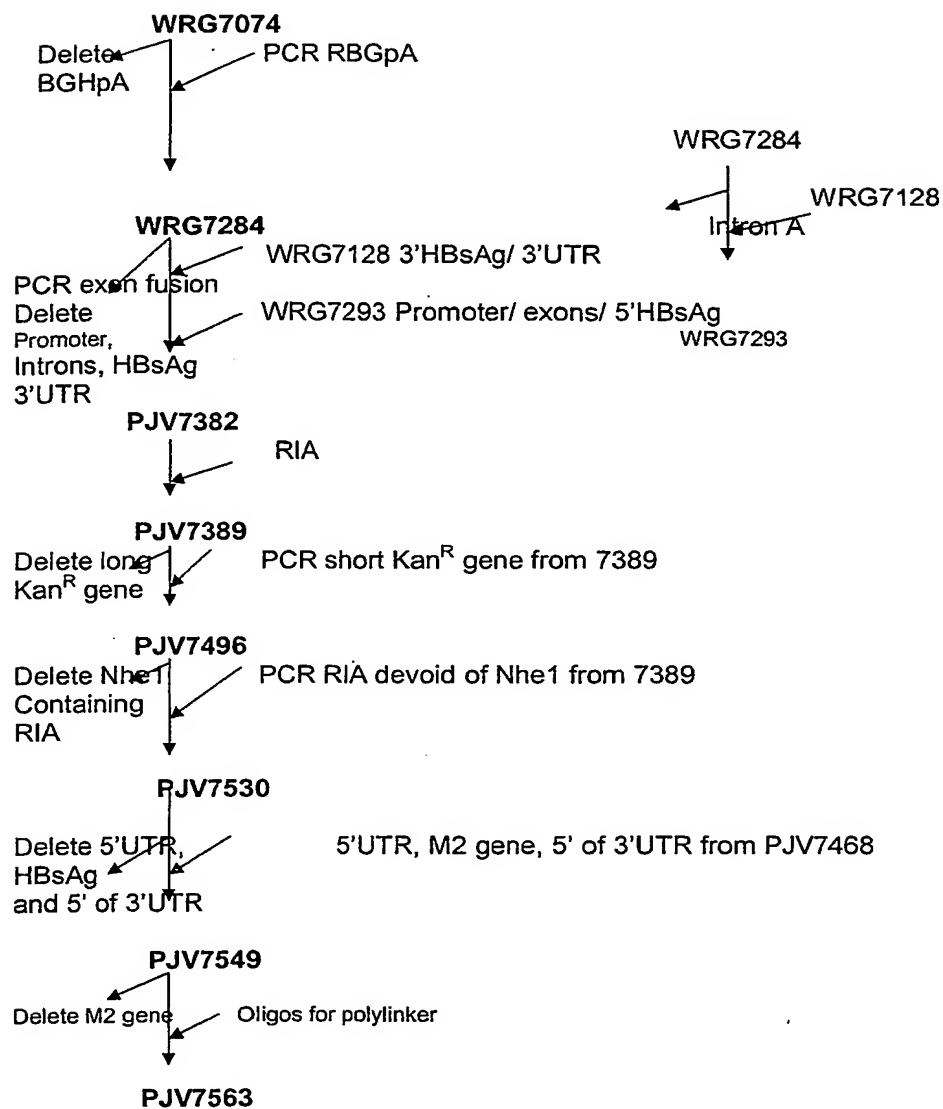 WRG7074
Delete
BGHpA
PCR RBGpA
WRG7284
WRG7128
Intron A
WRG7293
WRG7284
WRG7128 3'HBsAg/ 3'UTR
PCR exon fusion
Delete
Promoter,
Introns, HBsAg
3'UTR
WRG7293 Promoter/ exons/ 5'HBsAg
PJV7382
RIA
PJV7389
Delete long
Kan^R gene
PCR short Kan^R gene from 7389
PJV7496
Delete Nhe1
Containing
RIA
PCR RIA devoid of Nhe1 from 7389
PJV7530
Delete 5'UTR,
HBsAg
and 5' of 3'UTR
5'UTR, M2 gene, 5' of 3'UTR from PJV7468
PJV7549
Delete M2 gene
Oligos for polylinker
PJV7563